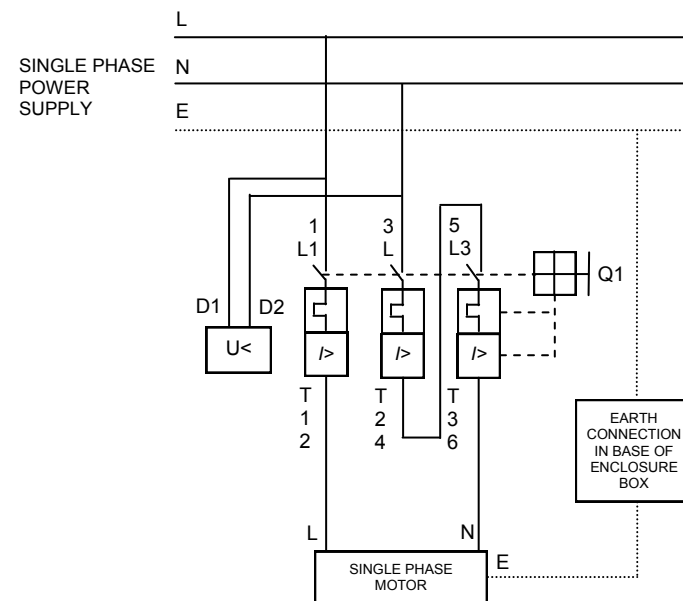 L
SINGLE PHASE
POWER
SUPPLY
N
E
1
3
5
L1
L
L3
Q1
D1
D2
U<
I>
I>
I>
T
1
2
T
2
4
T
3
6
EARTH
CONNECTION
IN BASE OF
ENCLOSURE
BOX
L
N
E
SINGLE PHASE
MOTOR